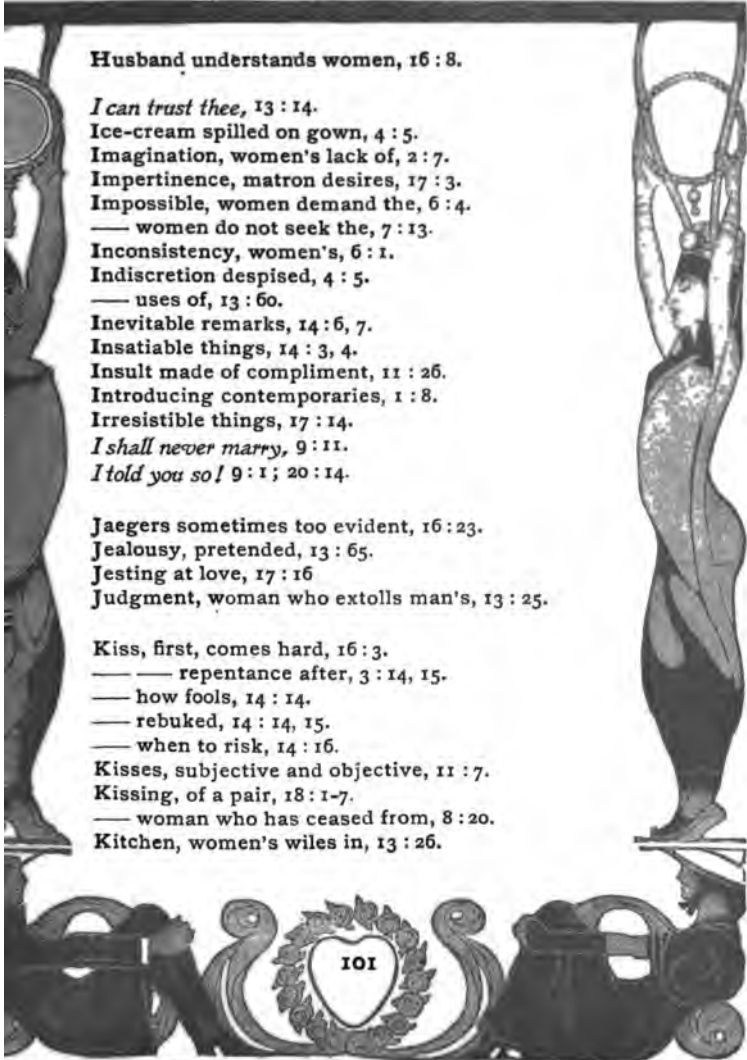 Husband understands women, 16 : 8.
I can trust thee, 13 : 14.
Ice-cream spilled on gown, 4 : 5.
Imagination, women's lack of, 2 : 7.
Impertinence, matron desires, 17 : 3.
Impossible, women demand the, 6 : 4.
—— women do not seek the, 7 : 13.
Inconsistency, women's, 6 : 1.
Indiscretion despised, 4 : 5.
—— uses of, 13 : 60.
Inevitable remarks, 14 : 6, 7.
Insatiable things, 14 : 3, 4.
Insult made of compliment, 11 : 26.
Introducing contemporaries, 1 : 8.
Irresistible things, 17 : 14.
I shall never marry, 9 : 11.
I told you so! 9 : 1 ; 20 : 14.
Jaegers sometimes too evident, 16 : 23.
Jealousy, pretended, 13 : 65.
Jesting at love, 17 : 16
Judgment, woman who extolls man's, 13 : 25.
Kiss, first, comes hard, 16 : 3.
—— —— repentance after, 3 : 14, 15.
—— how fools, 14 : 14.
—— rebuked, 14 : 14, 15.
—— when to risk, 14 : 16.
Kisses, subjective and objective, 11 : 7.
Kissing, of a pair, 18 : 1-7.
—— woman who has ceased from, 8 : 20.
Kitchen, women's wiles in, 13 : 26.
101